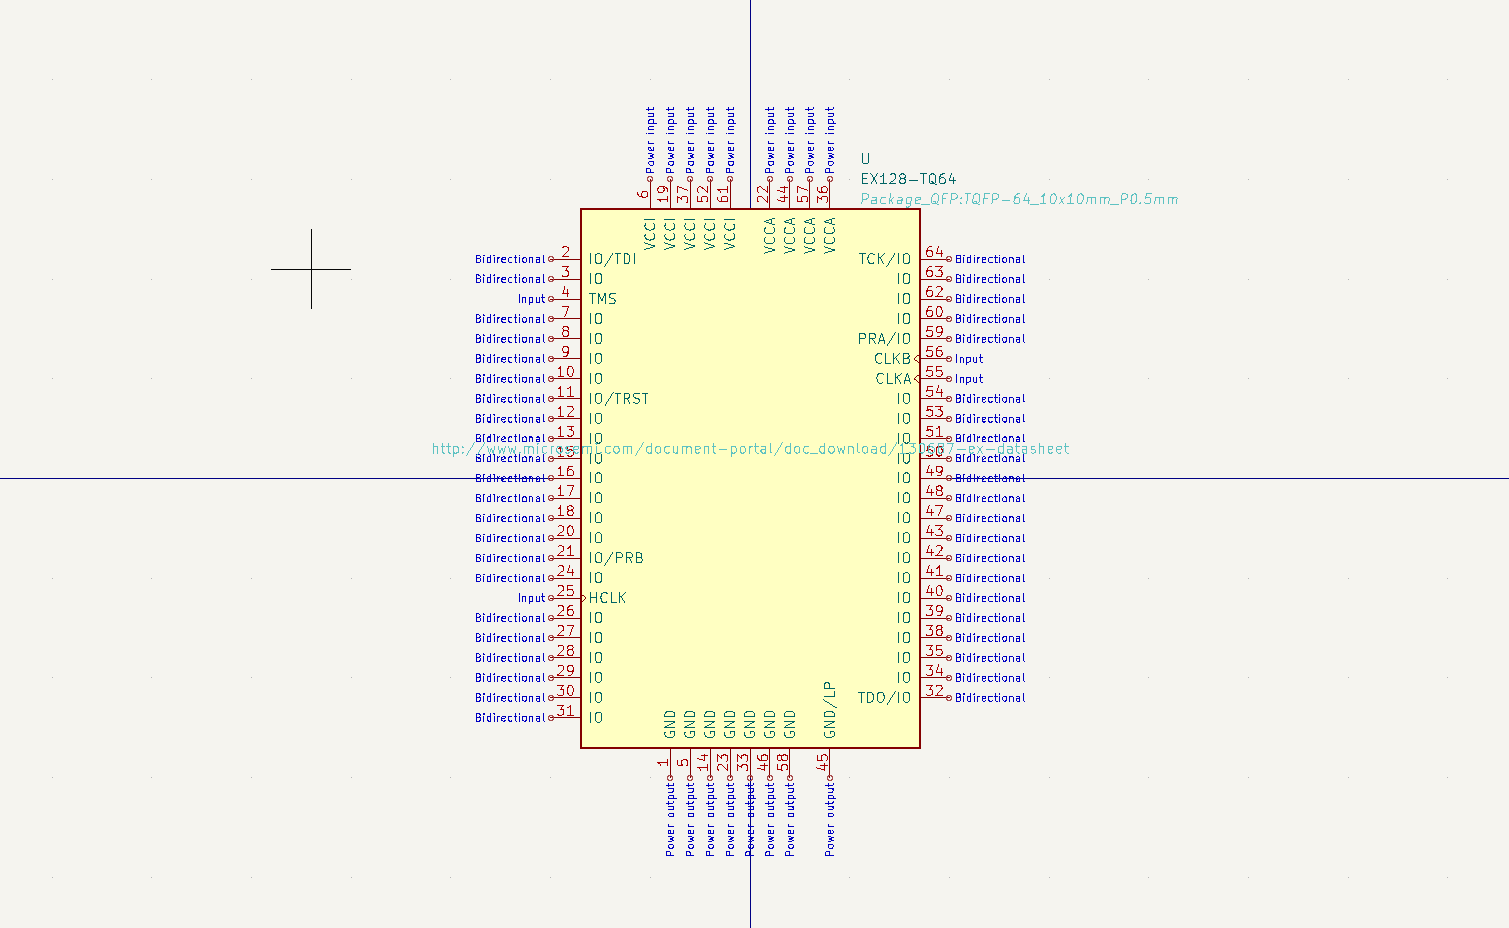 Power input Power input Power input Power input Power input Power input Power input Power input Power input
6 19 37 52 61 22 44 57 36
VCCI VCCI VCCI VCCI VCCI VCCA VCCA VCCA VCCA
U
EX128-TQ64
Package_QFP:TQFP-64_10x10mm_P0.5mm
Bidirectional 2 IO/TDI TCK/IO 64 Bidirectional
Bidirectional 3 IO IO 63 Bidirectional
Input 4 TMS IO 62 Bidirectional
Bidirectional 7 IO IO 60 Bidirectional
Bidirectional 8 IO PRA/IO 59 Bidirectional
Bidirectional 9 IO CLKB 56 Input
Bidirectional 10 IO CLKA 55 Input
Bidirectional 11 IO/TRST IO 54 Bidirectional
Bidirectional 12 IO IO 53 Bidirectional
Bidirectional 13 IO IO 51 Bidirectional
http://www.microsemi.com/document-portal/doc_download/130687-ex-datasheet
Bidirectional 15 IO IO 50 Bidirectional
Bidirectional 16 IO IO 49 Bidirectional
Bidirectional 17 IO IO 48 Bidirectional
Bidirectional 18 IO IO 47 Bidirectional
Bidirectional 20 IO IO 43 Bidirectional
Bidirectional 21 IO/PRB IO 42 Bidirectional
Bidirectional 24 IO IO 41 Bidirectional
Input 25 HCLK IO 40 Bidirectional
Bidirectional 26 IO IO 39 Bidirectional
Bidirectional 27 IO IO 38 Bidirectional
Bidirectional 28 IO IO 35 Bidirectional
Bidirectional 29 IO IO 34 Bidirectional
Bidirectional 30 IO TDO/IO 32 Bidirectional
Bidirectional 31 IO
GND GND GND GND GND GND GND GND/LP
1 5 14 23 33 46 58 45
Power output Power output Power output Power output Power output Power output Power output Power output